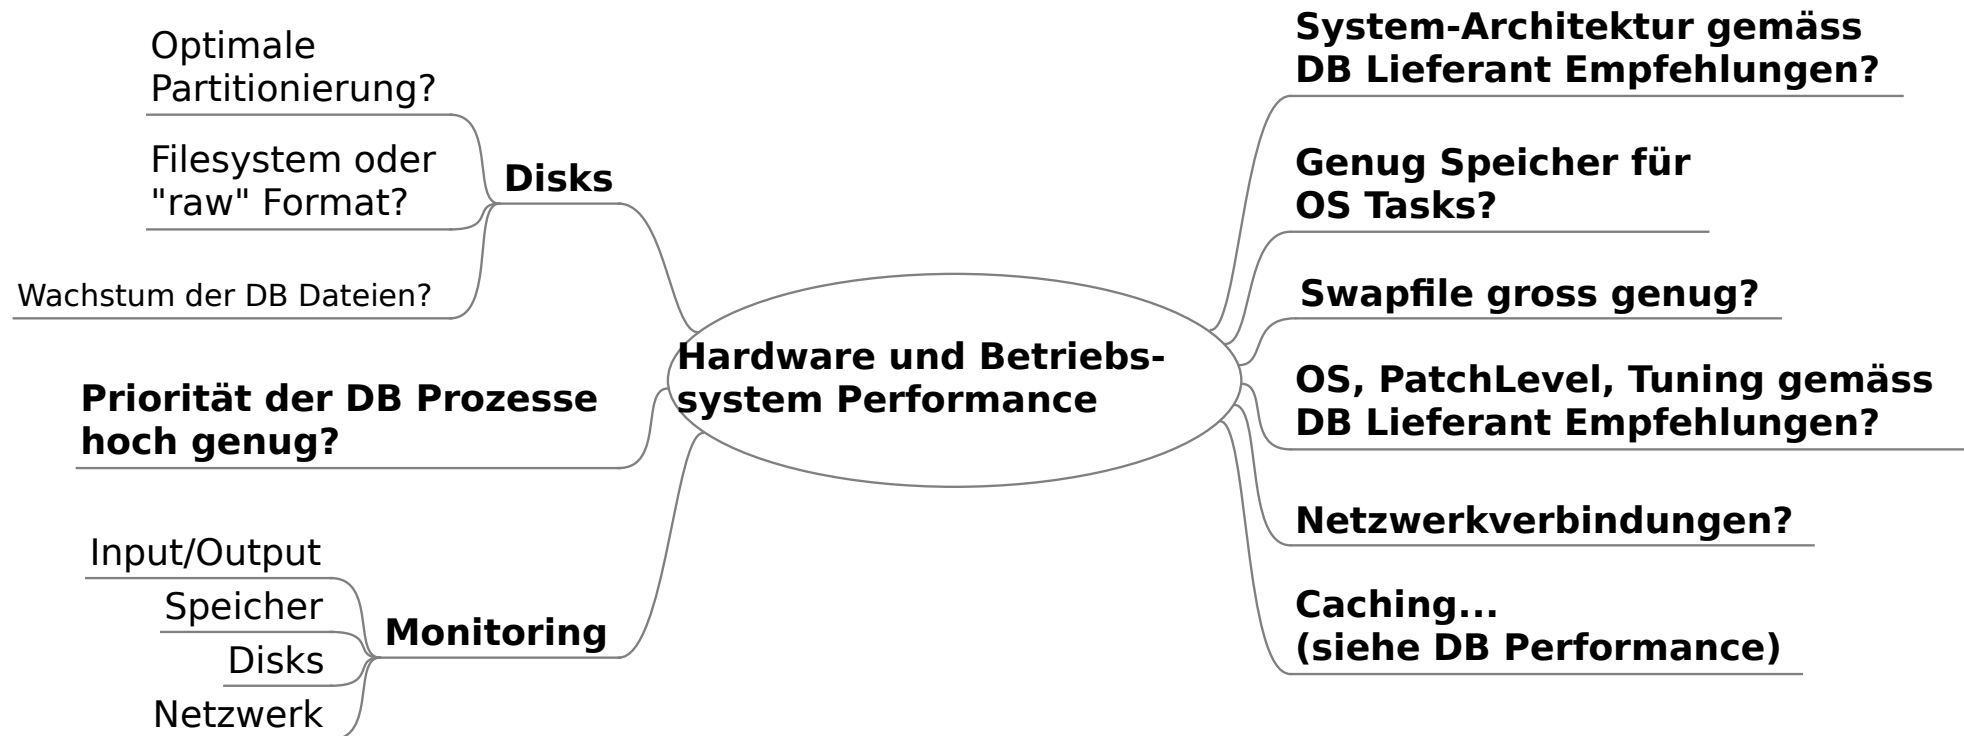 Optimale
Partitionierung?
Filesystem oder
"raw" Format?
Wachstum der DB Dateien?
Disks
Priorität der DB Prozesse
hoch genug?
Input/Output
Speicher
Disks
Netzwerk
Monitoring
Hardware und Betriebs-
system Performance
System-Architektur gemäss
DB Lieferant Empfehlungen?
Genug Speicher für
OS Tasks?
Swapfile gross genug?
OS, PatchLevel, Tuning gemäss
DB Lieferant Empfehlungen?
Netzwerkverbindungen?
Caching...
(siehe DB Performance)